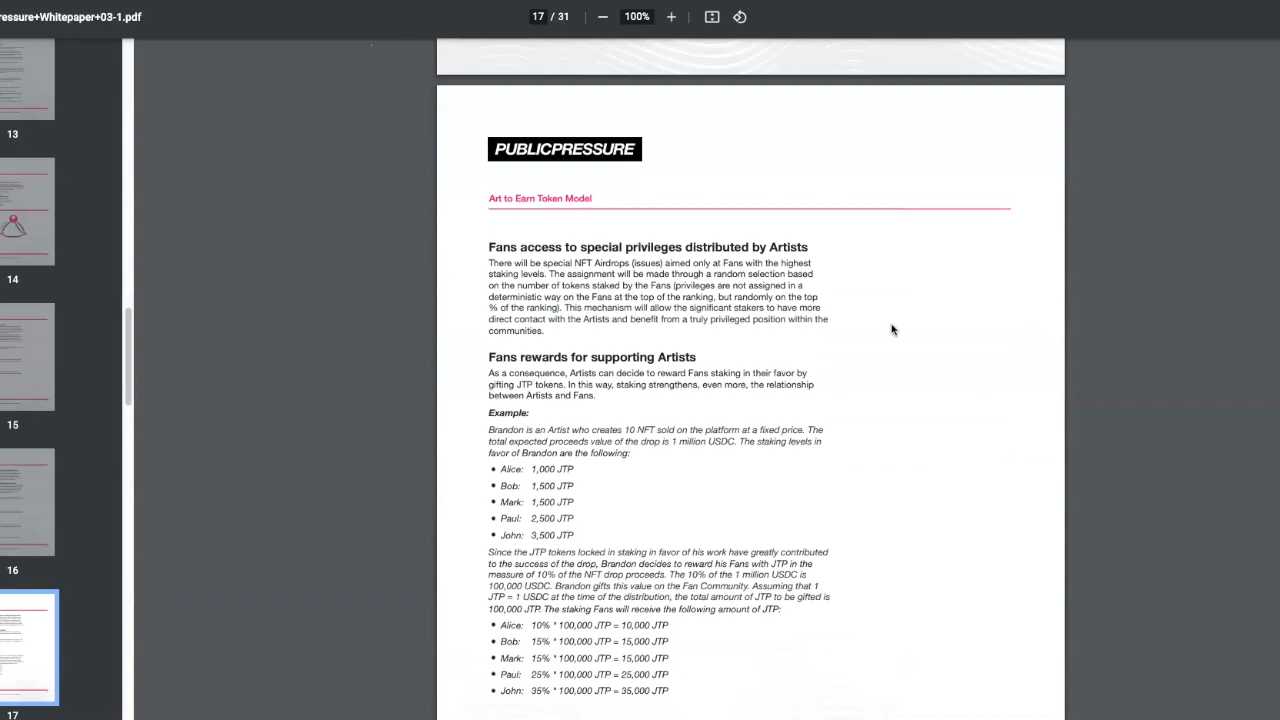 ressure+Whitepaper+03-1.pdf
17 / 31
100%
13
14
15
16
17
PUBLICPRESSURE
Art to Earn Token Model
Fans access to special privileges distributed by Artists
There will be special NFT Airdrops (issues) aimed only at Fans with the highest
staking levels. The assignment will be made through a random selection based
on the number of tokens staked by the Fans (privileges are not assigned in a
deterministic way on the Fans at the top of the ranking, but randomly on the top
% of the ranking). This mechanism will allow the significant stakers to have more
direct contact with the Artists and benefit from a truly privileged position within the
communities.
Fans rewards for supporting Artists
As a consequence, Artists can decide to reward Fans staking in their favor by
gifting JTP tokens. In this way, staking strengthens, even more, the relationship
between Artists and Fans.
Example:
Brandon is an Artist who creates 10 NFT sold on the platform at a fixed price. The
total expected proceeds value of the drop is 1 million USDC. The staking levels in
favor of Brandon are the following:
• Alice: 1,000 JTP
• Bob: 1,500 JTP
• Mark: 1,500 JTP
• Paul: 2,500 JTP
• John: 3,500 JTP
Since the JTP tokens locked in staking in favor of his work have greatly contributed
to the success of the drop, Brandon decides to reward his Fans with JTP in the
measure of 10% of the NFT drop proceeds. The 10% of the 1 million USDC is
100,000 USDC. Brandon gifts this value on the Fan Community. Assuming that 1
JTP = 1 USDC at the time of the distribution, the total amount of JTP to be gifted is
100,000 JTP. The staking Fans will receive the following amount of JTP:
• Alice: 10% * 100,000 JTP = 10,000 JTP
• Bob: 15% * 100,000 JTP = 15,000 JTP
• Mark: 15% * 100,000 JTP = 15,000 JTP
• Paul: 25% * 100,000 JTP = 25,000 JTP
• John: 35% * 100,000 JTP = 35,000 JTP